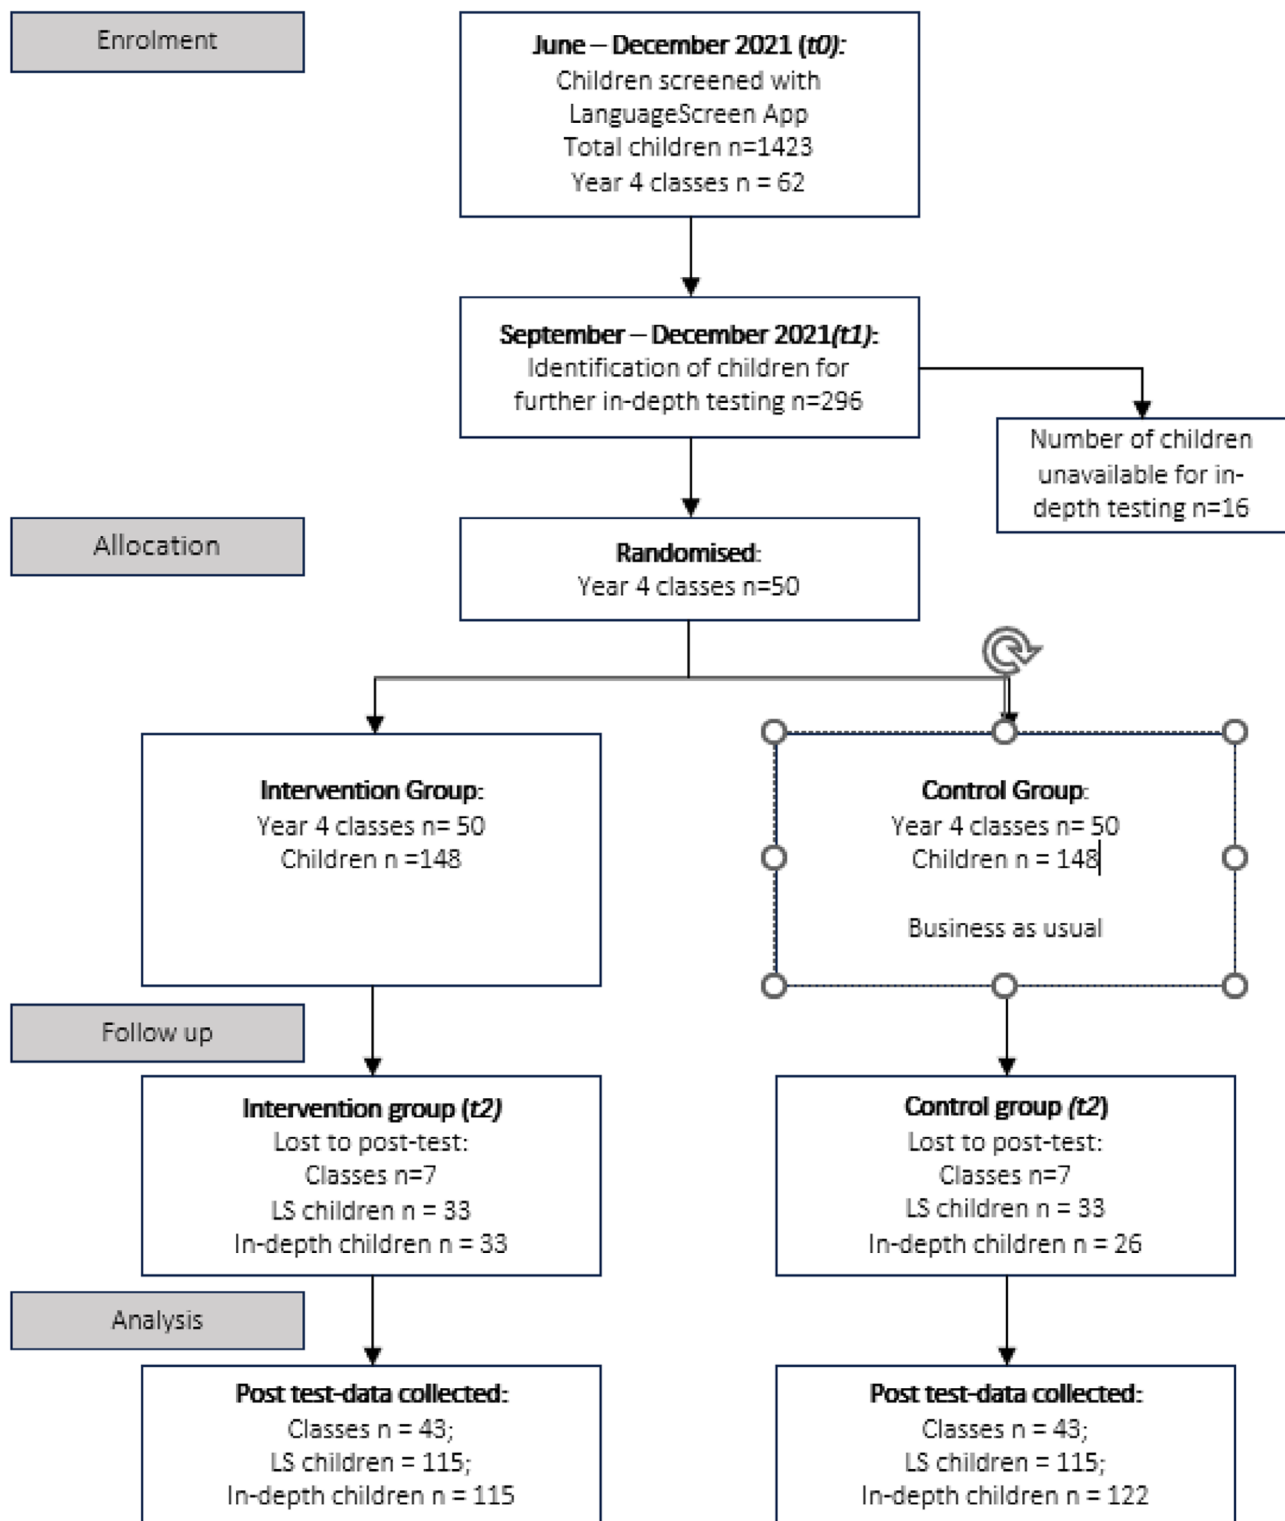 Enrolment
June – December 2021 (t0):
Children screened with
LanguageScreen App
Total children n=1423
Year 4 classes n = 62
September – December 2021(t1):
Identification of children for
further in-depth testing n=296
Number of children
unavailable for in-
depth testing n=16
Allocation
Randomised:
Year 4 classes n=50
Intervention Group:
Year 4 classes n= 50
Children n =148
Control Group:
Year 4 classes n= 50
Children n = 148
Business as usual
Follow up
Intervention group (t2)
Lost to post-test:
Classes n=7
LS children n = 33
In-depth children n = 33
Control group (t2)
Lost to post-test:
Classes n=7
LS children n = 33
In-depth children n = 26
Analysis
Post test-data collected:
Classes n = 43;
LS children = 115;
In-depth children n = 115
Post test-data collected:
Classes n = 43;
LS children = 115;
In-depth children n = 122